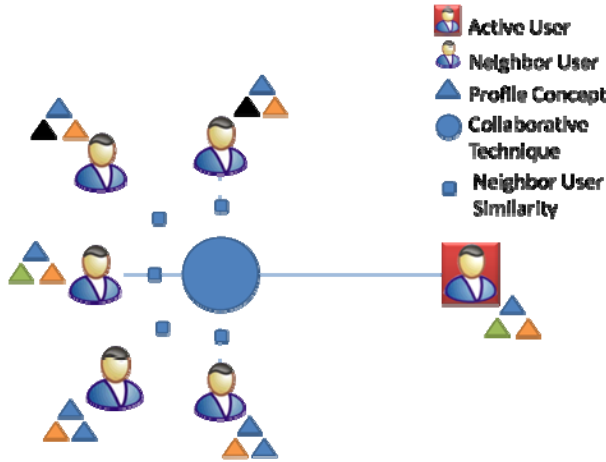 Active User
Neighbor User
Profile Concept
Collaborative
Technique
Neighbor User
Similarity